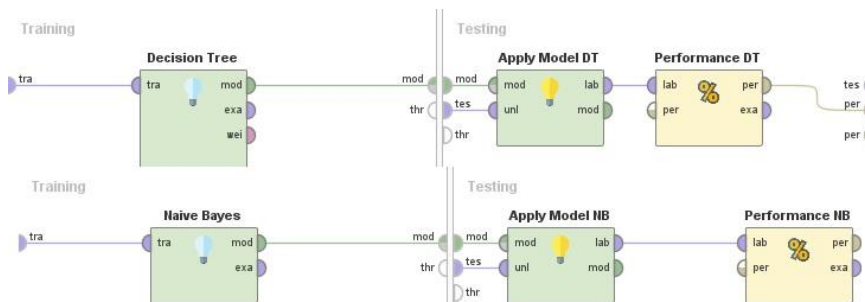 Training
Testing
Decision Tree
Apply Model DT
Performance DT
tra
tra
mod
mod
mod
mod
lab
lab
per
tes
exa
thr
tes
unl
mod
per
exa
per
wei
thr
per
Training
Testing
Naive Bayes
Apply Model NB
Performance NB
tra
tra
mod
mod
mod
mod
lab
lab
per
exa
thr
tes
unl
mod
per
exa
thr